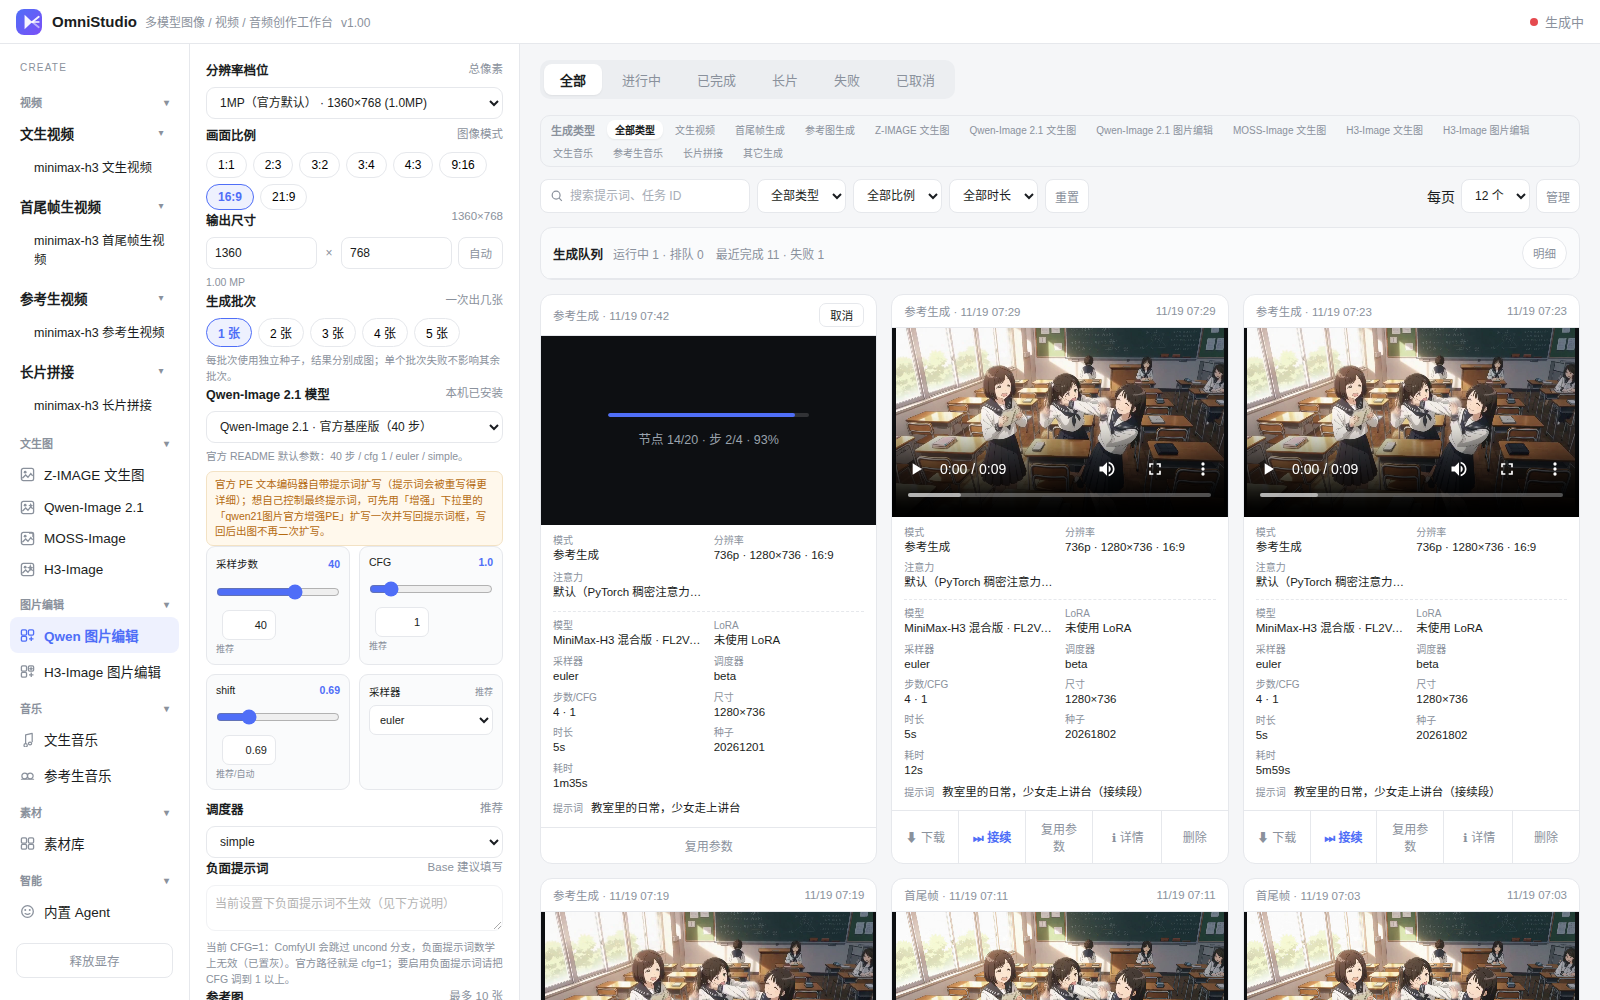 OmniStudio 多模型图像 / 视频 / 音频创作工作台 v1.00
生成中
CREATE
视频
文生视频
minimax-h3 文生视频
首尾帧生视频
minimax-h3 首尾帧生视
频
参考生视频
minimax-h3 参考生视频
长片拼接
minimax-h3 长片拼接
文生图
Z-IMAGE 文生图
Qwen-Image 2.1
MOSS-Image
H3-Image
图片编辑
Qwen 图片编辑
H3-Image 图片编辑
音乐
文生音乐
参考生音乐
素材
素材库
智能
内置 Agent
释放显存
分辨率档位 总像素
1MP（官方默认） · 1360×768 (1.0MP)
画面比例 图像模式
1:1 2:3 3:2 3:4 4:3 9:16
16:9 21:9
输出尺寸 1360×768
1360 × 768 自动
1.00 MP
生成批次 一次出几张
1 张 2 张 3 张 4 张 5 张
每批次使用独立种子，结果分别成图；单个批次失败不影响其余
批次。
Qwen-Image 2.1 模型 本机已安装
Qwen-Image 2.1 · 官方基座版（40 步）
官方 README 默认参数：40 步 / cfg 1 / euler / simple。
官方 PE 文本编码器自带提示词扩写（提示词会被重写得更
详细）；想自己控制最终提示词，可先用「增强」下拉里的
「qwen21图片官方增强PE」扩写一次并写回提示词框，写
回后出图不再二次扩写。
采样步数 40
40
推荐
CFG 1.0
1
推荐
shift 0.69
0.69
推荐/自动
采样器 推荐
euler
调度器 推荐
simple
负面提示词 Base 建议填写
当前设置下负面提示词不生效（见下方说明）
当前 CFG=1：ComfyUI 会跳过 uncond 分支，负面提示词数学
上无效（已置灰）。官方路径就是 cfg=1；要启用负面提示词请把
CFG 调到 1 以上。
参考图 最多 10 张
全部 进行中 已完成 长片 失败 已取消
生成类型 全部类型 文生视频 首尾帧生成 参考图生成 Z-IMAGE 文生图 Qwen-Image 2.1 文生图 Qwen-Image 2.1 图片编辑 MOSS-Image 文生图 H3-Image 文生图 H3-Image 图片编辑
文生音乐 参考生音乐 长片拼接 其它生成
搜索提示词、任务 ID 全部类型 全部比例 全部时长 重置 每页 12 个 管理
生成队列 运行中 1 · 排队 0 最近完成 11 · 失败 1 明细
参考生成 · 11/19 07:42 取消
节点 14/20 · 步 2/4 · 93%
模式 分辨率
参考生成 736p · 1280×736 · 16:9
注意力
默认（PyTorch 稠密注意力…
模型 LoRA
MiniMax-H3 混合版 · FL2V… 未使用 LoRA
采样器 调度器
euler beta
步数/CFG 尺寸
4 · 1 1280×736
时长 种子
5s 20261201
耗时
1m35s
提示词 教室里的日常，少女走上讲台
复用参数
参考生成 · 11/19 07:29 11/19 07:29
0:00 / 0:09
模式 分辨率
参考生成 736p · 1280×736 · 16:9
注意力
默认（PyTorch 稠密注意力…
模型 LoRA
MiniMax-H3 混合版 · FL2V… 未使用 LoRA
采样器 调度器
euler beta
步数/CFG 尺寸
4 · 1 1280×736
时长 种子
5s 20261802
耗时
12s
提示词 教室里的日常，少女走上讲台（接续段）
下载 接续 复用参数 详情 删除
参考生成 · 11/19 07:23 11/19 07:23
0:00 / 0:09
模式 分辨率
参考生成 736p · 1280×736 · 16:9
注意力
默认（PyTorch 稠密注意力…
模型 LoRA
MiniMax-H3 混合版 · FL2V… 未使用 LoRA
采样器 调度器
euler beta
步数/CFG 尺寸
4 · 1 1280×736
时长 种子
5s 20261802
耗时
5m59s
提示词 教室里的日常，少女走上讲台（接续段）
下载 接续 复用参数 详情 删除
参考生成 · 11/19 07:19 11/19 07:19
首尾帧 · 11/19 07:11 11/19 07:11
首尾帧 · 11/19 07:03 11/19 07:03